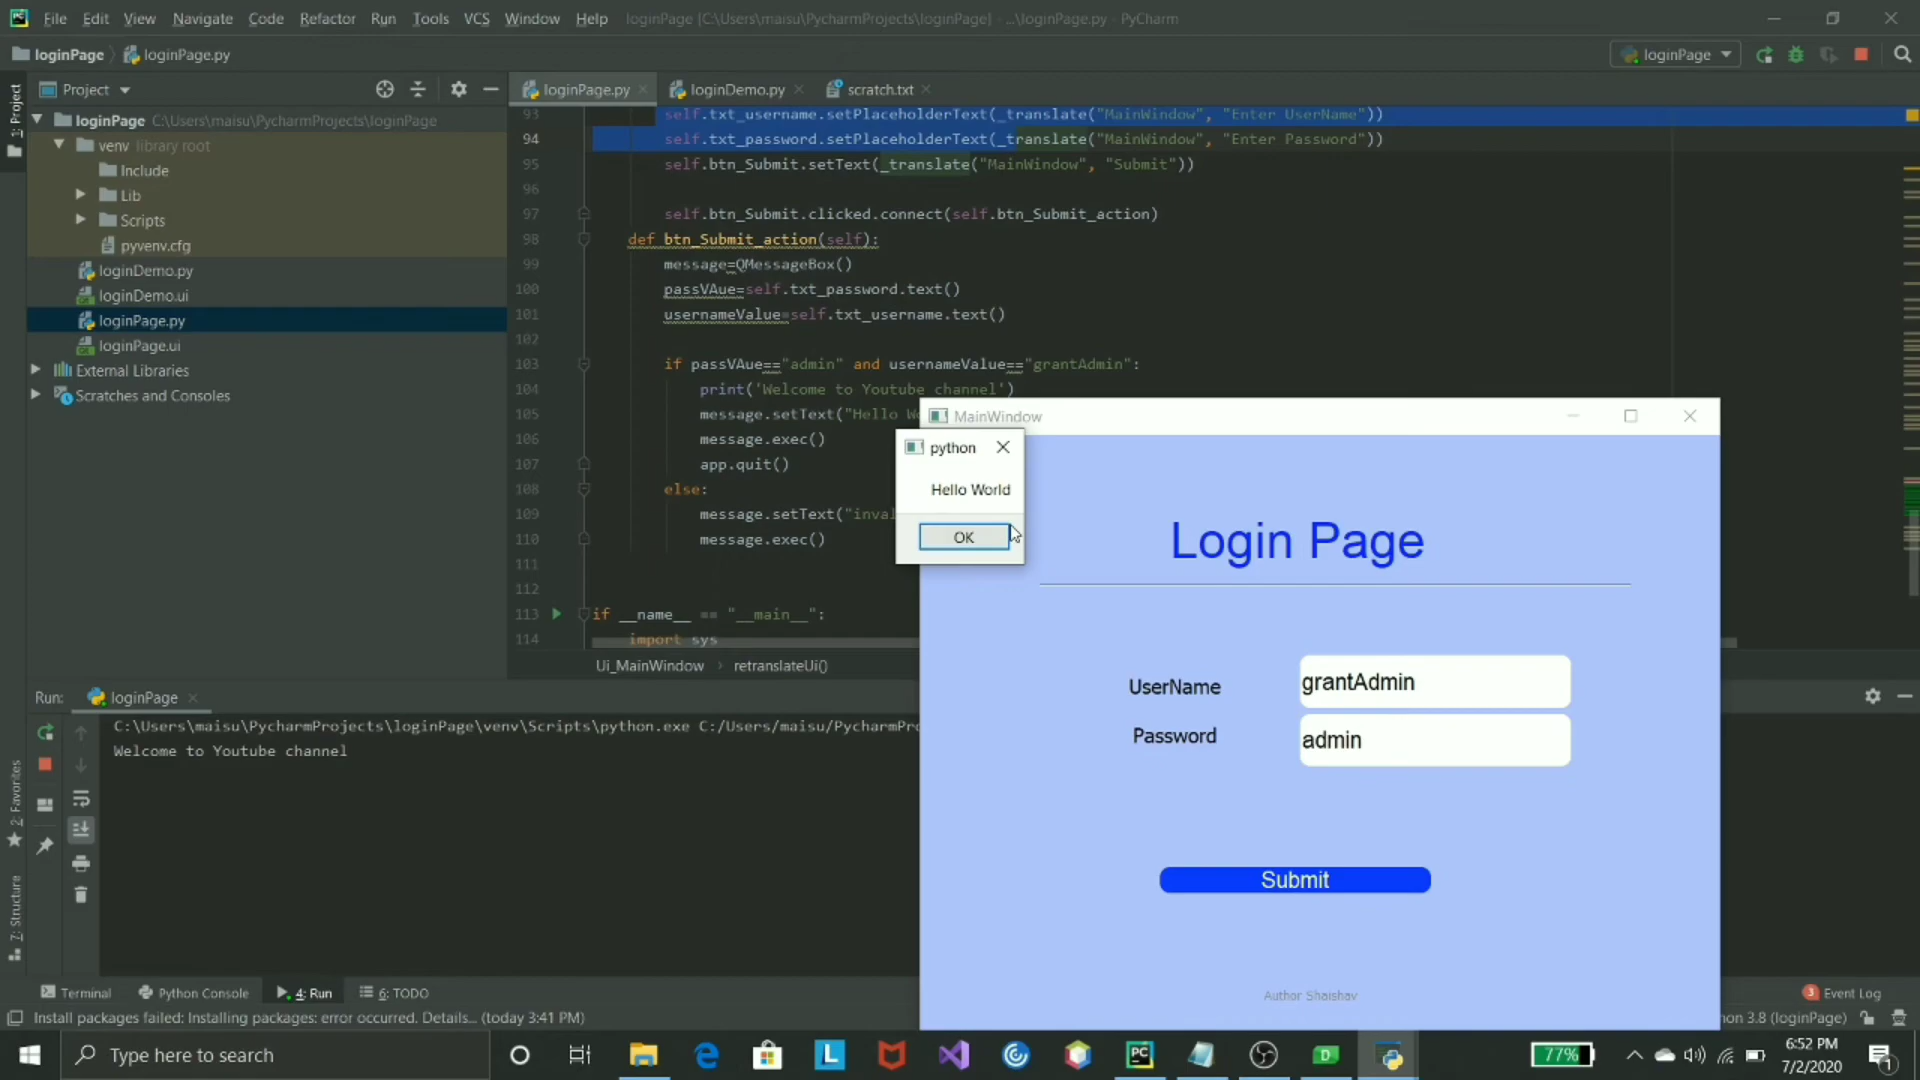 File Edit View Navigate Code Refactor Run Tools VCS Window Help loginPage [C:\Users\maisu\PycharmProjects\loginPage] - ...\loginPage.py - PyCharm
loginPage loginPage.py loginPage
1: Project
Project
loginPage.py loginDemo.py scratch.txt
loginPage C:\Users\maisu\PycharmProjects\loginPage
venv library root
Include
Lib
Scripts
pyvenv.cfg
loginDemo.py
loginDemo.ui
loginPage.py
loginPage.ui
External Libraries
Scratches and Consoles
93 self.txt_username.setPlaceholderText(_translate("MainWindow", "Enter UserName"))
94 self.txt_password.setPlaceholderText(_translate("MainWindow", "Enter Password"))
95 self.btn_Submit.setText(_translate("MainWindow", "Submit"))
96
97 self.btn_Submit.clicked.connect(self.btn_Submit_action)
98 def btn_Submit_action(self):
99 message=QMessageBox()
100 passVAue=self.txt_password.text()
101 usernameValue=self.txt_username.text()
102
103 if passVAue=="admin" and usernameValue=="grantAdmin":
104 print('Welcome to Youtube channel')
105 message.setText("Hello Wo
106 message.exec()
107 app.quit()
108 else:
109 message.setText("inval
110 message.exec()
111
112
113 if __name__ == "__main__":
114 import sys
Ui_MainWindow retranslateUi()
MainWindow
python
Hello World
OK
Login Page
UserName grantAdmin
Password admin
Submit
Author Shaishav
Run: loginPage
C:\Users\maisu\PycharmProjects\loginPage\venv\Scripts\python.exe C:/Users/maisu/PycharmPro
Welcome to Youtube channel
2: Favorites
7: Structure
Terminal Python Console 4: Run 6: TODO 3 Event Log
Install packages failed: Installing packages: error occurred. Details... (today 3:41 PM) hon 3.8 (loginPage)
Type here to search
77%
6:52 PM
7/2/2020
1